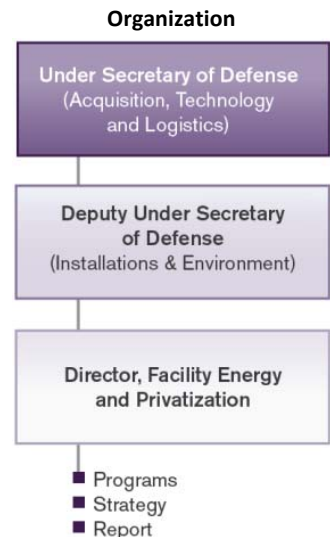 Organization
Under Secretary of Defense
(Acquisition, Technology
and Logistics)
Deputy Under Secretary
of Defense
(Installations & Environment)
Director, Facility Energy
and Privatization
Programs
Strategy
Report